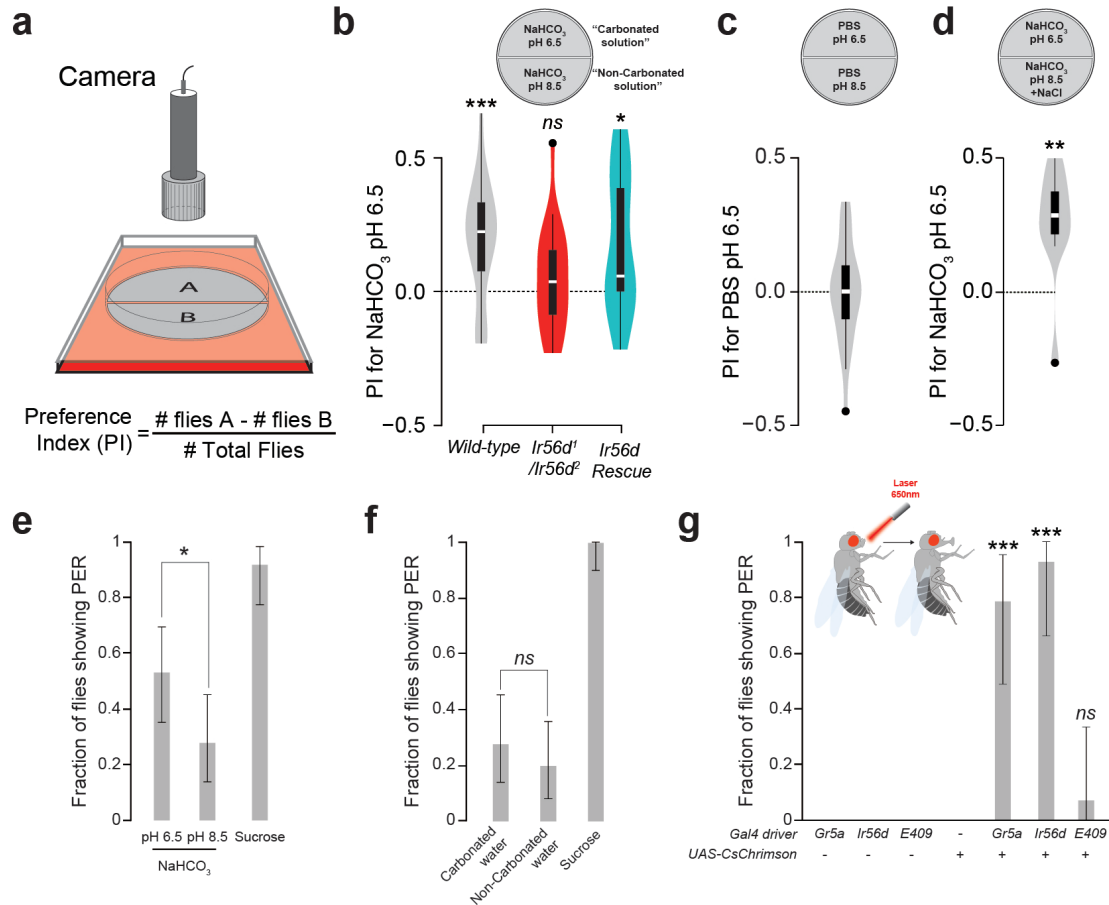 a
Camera
A
B
Preference Index (PI) = # flies A - # flies B / # Total Flies
b
NaHCO₃
pH 6.5
"Carbonated
solution"
NaHCO₃
pH 8.5
"Non-Carbonated
solution"
***
ns
*
PI for NaHCO₃ pH 6.5
0.5
0.0
−0.5
Wild-type
Ir56d¹
/Ir56d²
Ir56d
Rescue
c
PBS
pH 6.5
PBS
pH 8.5
PI for PBS pH 6.5
0.5
0.0
−0.5
d
NaHCO₃
pH 6.5
NaHCO₃
pH 8.5
+NaCl
**
PI for NaHCO₃ pH 6.5
0.5
0.0
−0.5
e
Fraction of flies showing PER
1
0.8
0.6
0.4
0.2
0
*
pH 6.5 pH 8.5 Sucrose
NaHCO₃
f
Fraction of flies showing PER
1
0.8
0.6
0.4
0.2
0
ns
Carbonated
water
Non-Carbonated
water
Sucrose
g
Laser
650nm
Fraction of flies showing PER
1
0.8
0.6
0.4
0.2
0
***
***
ns
Gal4 driver Gr5a Ir56d E409 - Gr5a Ir56d E409
UAS-CsChrimson - - - + + + +